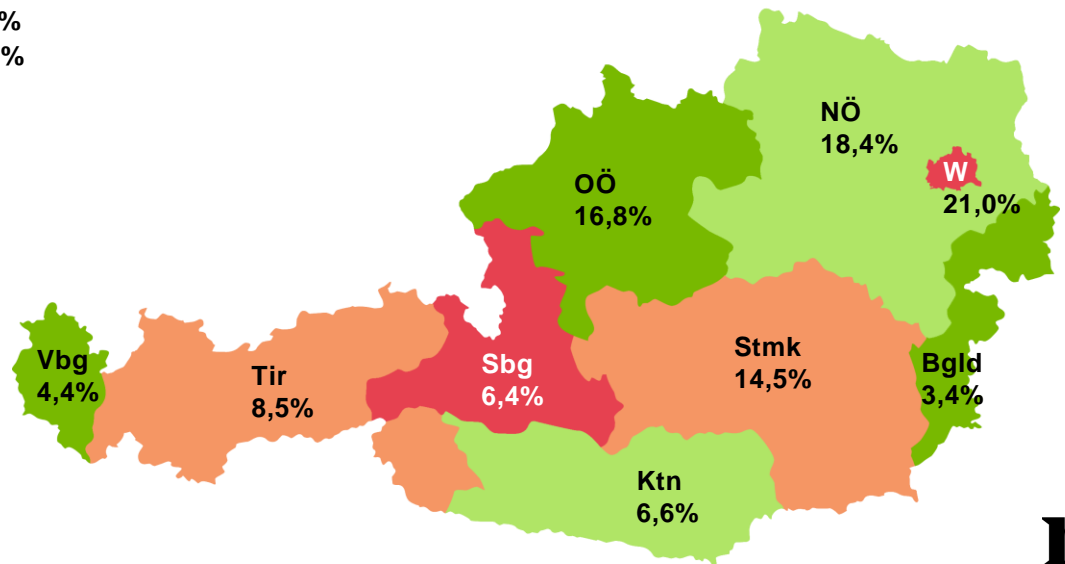 %
%
NÖ
18,4%
W
21,0%
OÖ
16,8%
Vbg
4,4%
Tir
8,5%
Sbg
6,4%
Stmk
14,5%
Bgld
3,4%
Ktn
6,6%